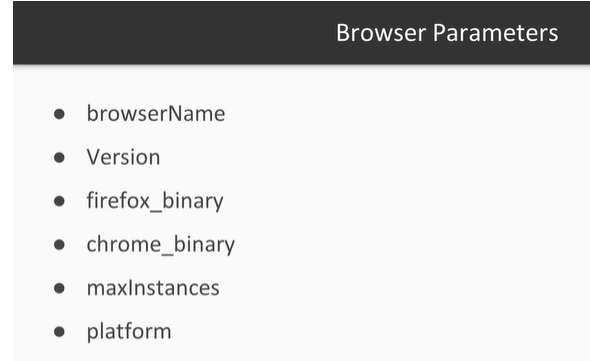 Browser Parameters
● browserName
● Version
● firefox_binary
● chrome_binary
● maxInstances
● platform